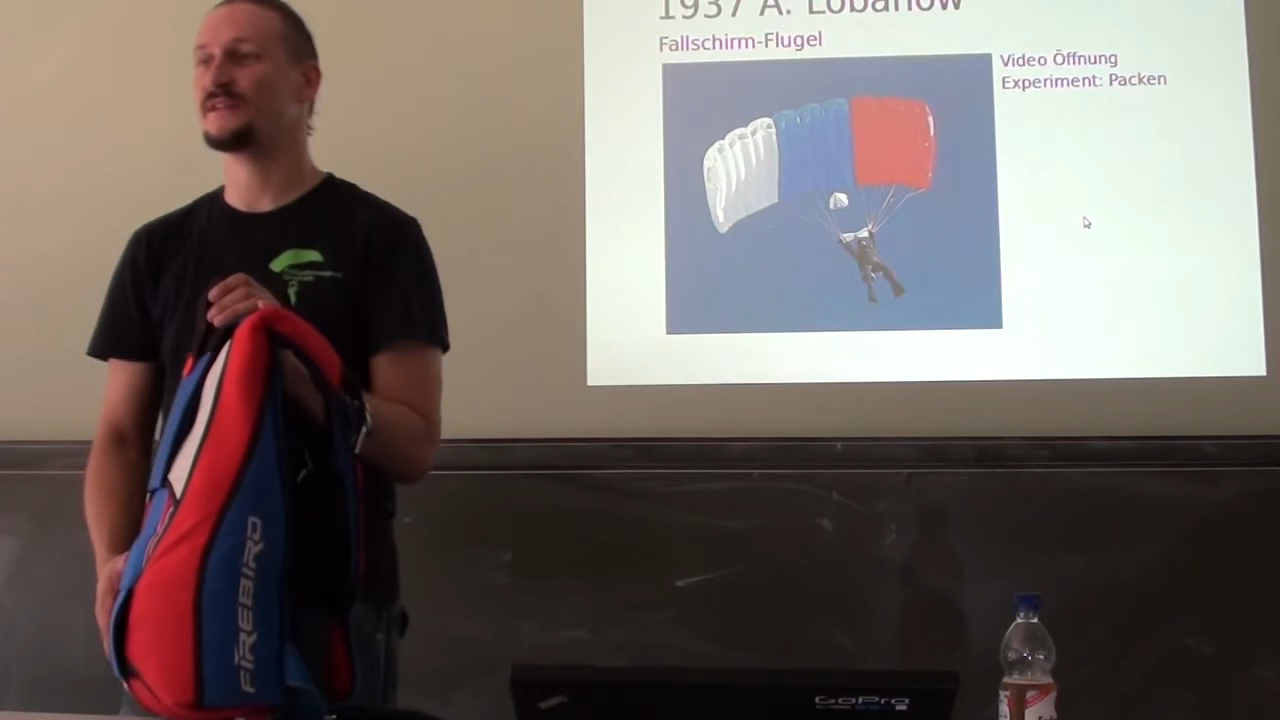 1937 A. Lobanow
Fallschirm-Flugel
Video Öffnung
Experiment: Packen
FIREBIRD
GoPro